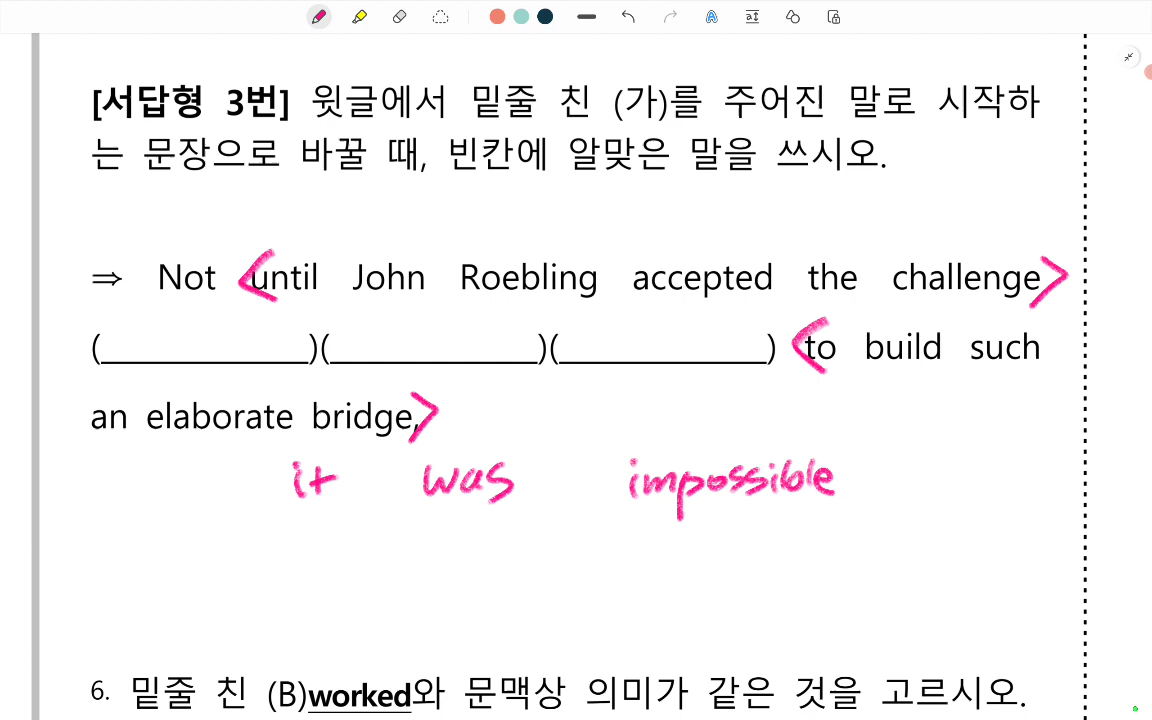 [서답형 3번] 윗글에서 밑줄 친 (가)를 주어진 말로 시작하
는 문장으로 바꿀 때, 빈칸에 알맞은 말을 쓰시오.
⇒ Not <until John Roebling accepted the challenge>
(____________)(____________)(____________) <to build such
an elaborate bridge,>
it was impossible
6. 밑줄 친 (B)worked와 문맥상 의미가 같은 것을 고르시오.